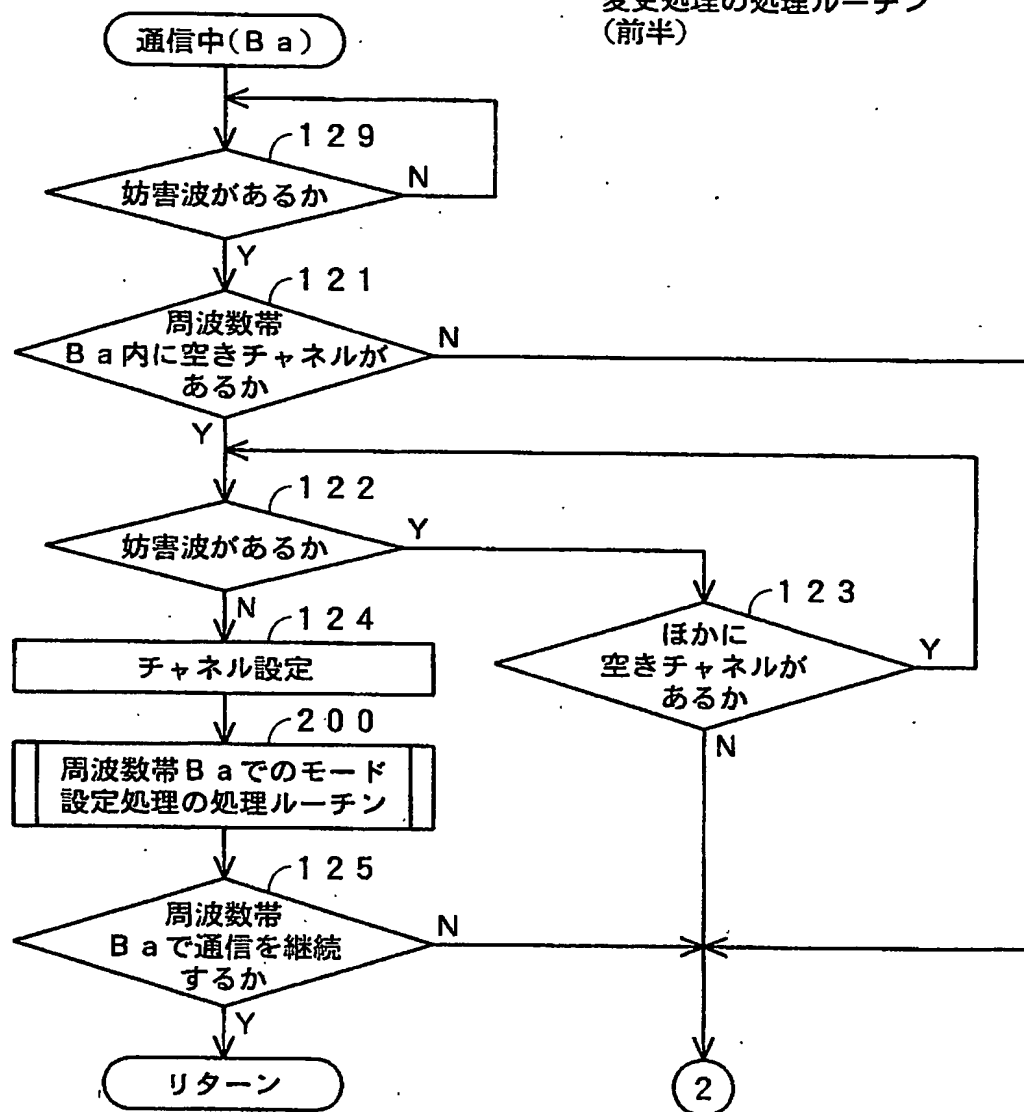 変更処理の処理ルーチン
(前半)
通信中(Ba)
129
妨害波があるか
N
Y
121
周波数帯
Ba内に空きチャネルが
あるか
N
Y
122
妨害波があるか
Y
N
123
ほかに
空きチャネルが
あるか
Y
N
124
チャネル設定
200
周波数帯Baでのモード
設定処理の処理ルーチン
125
周波数帯
Baで通信を継続
するか
N
Y
リターン
2